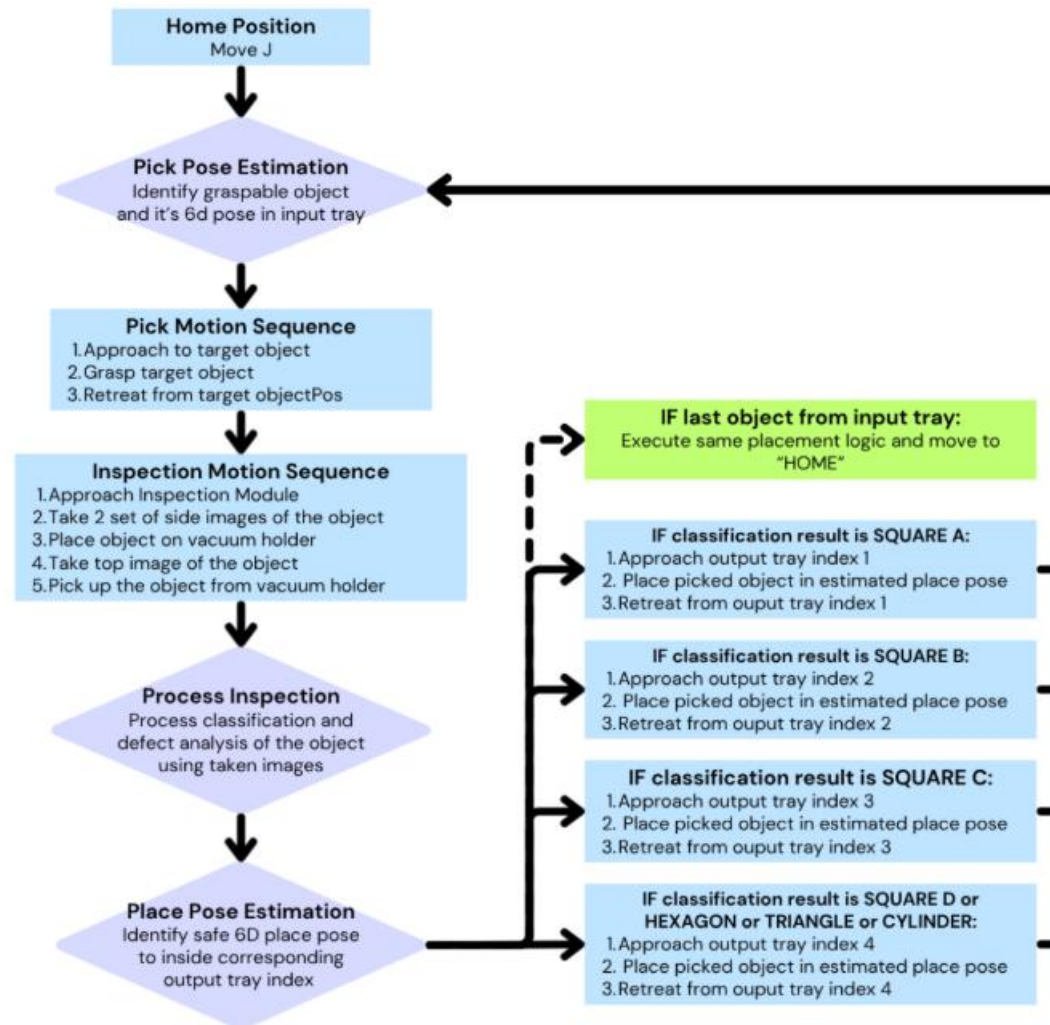 Home Position
Move J
Pick Pose Estimation
Identify graspable object
and it's 6d pose in input tray
Pick Motion Sequence
1.Approach to target object
2.Grasp target object
3.Retreat from target objectPos
Inspection Motion Sequence
1.Approach Inspection Module
2.Take 2 set of side images of the object
3.Place object on vacuum holder
4.Take top image of the object
5.Pick up the object from vacuum holder
Process Inspection
Process classification and
defect analysis of the object
using taken images
Place Pose Estimation
Identify safe 6D place pose
to inside corresponding
output tray index
IF last object from input tray:
Execute same placement logic and move to
"HOME"
IF classification result is SQUARE A:
1.Approach output tray index 1
2. Place picked object in estimated place pose
3.Retreat from ouput tray index 1
IF classification result is SQUARE B:
1.Approach output tray index 2
2. Place picked object in estimated place pose
3.Retreat from ouput tray index 2
IF classification result is SQUARE C:
1.Approach output tray index 3
2. Place picked object in estimated place pose
3.Retreat from ouput tray index 3
IF classification result is SQUARE D or
HEXAGON or TRIANGLE or CYLINDER:
1.Approach output tray index 4
2. Place picked object in estimated place pose
3.Retreat from ouput tray index 4